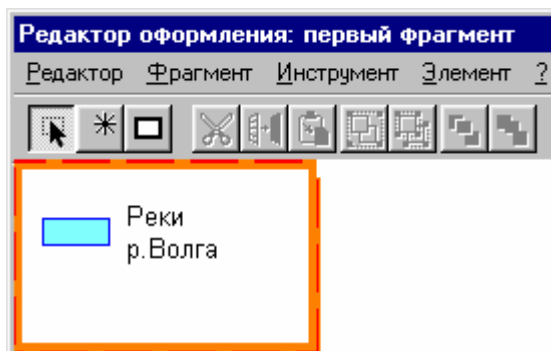 Редактор оформления: первый фрагмент
Редактор Фрагмент Инструмент Элемент ?
Реки
р.Волга